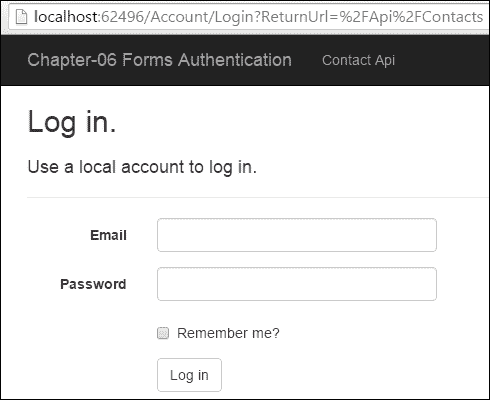 localhost:62496/Account/Login?ReturnUrl=%2FApi%2FContacts
Chapter-06 Forms Authentication Contact Api
Log in.
Use a local account to log in.
Email
Password
Remember me?
Log in